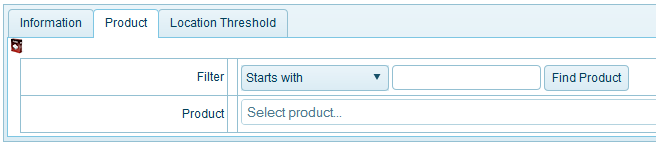 Information Product Location Threshold
Filter Starts with Find Product
Product Select product...